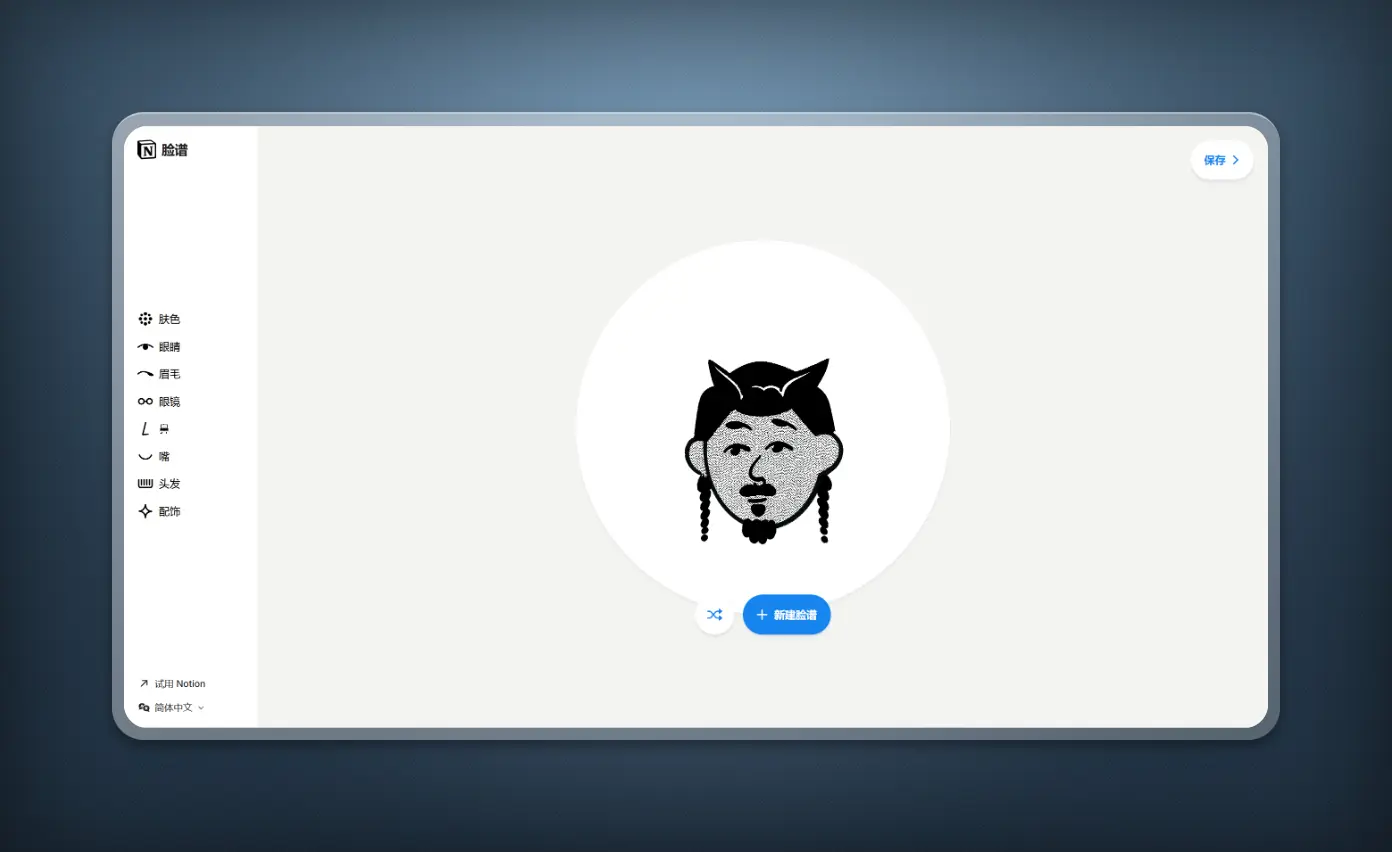 脸谱
保存
肤色
眼睛
眉毛
眼镜
鼻
嘴
头发
配饰
新建脸谱
试用 Notion
简体中文